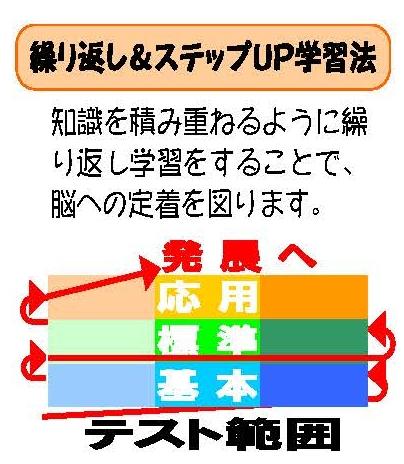 繰り返し&ステップUP学習法
知識を積み重ねるように繰
り返し学習をすることで、
脳への定着を図ります。
発展へ
応用
標準
基本
テスト範囲